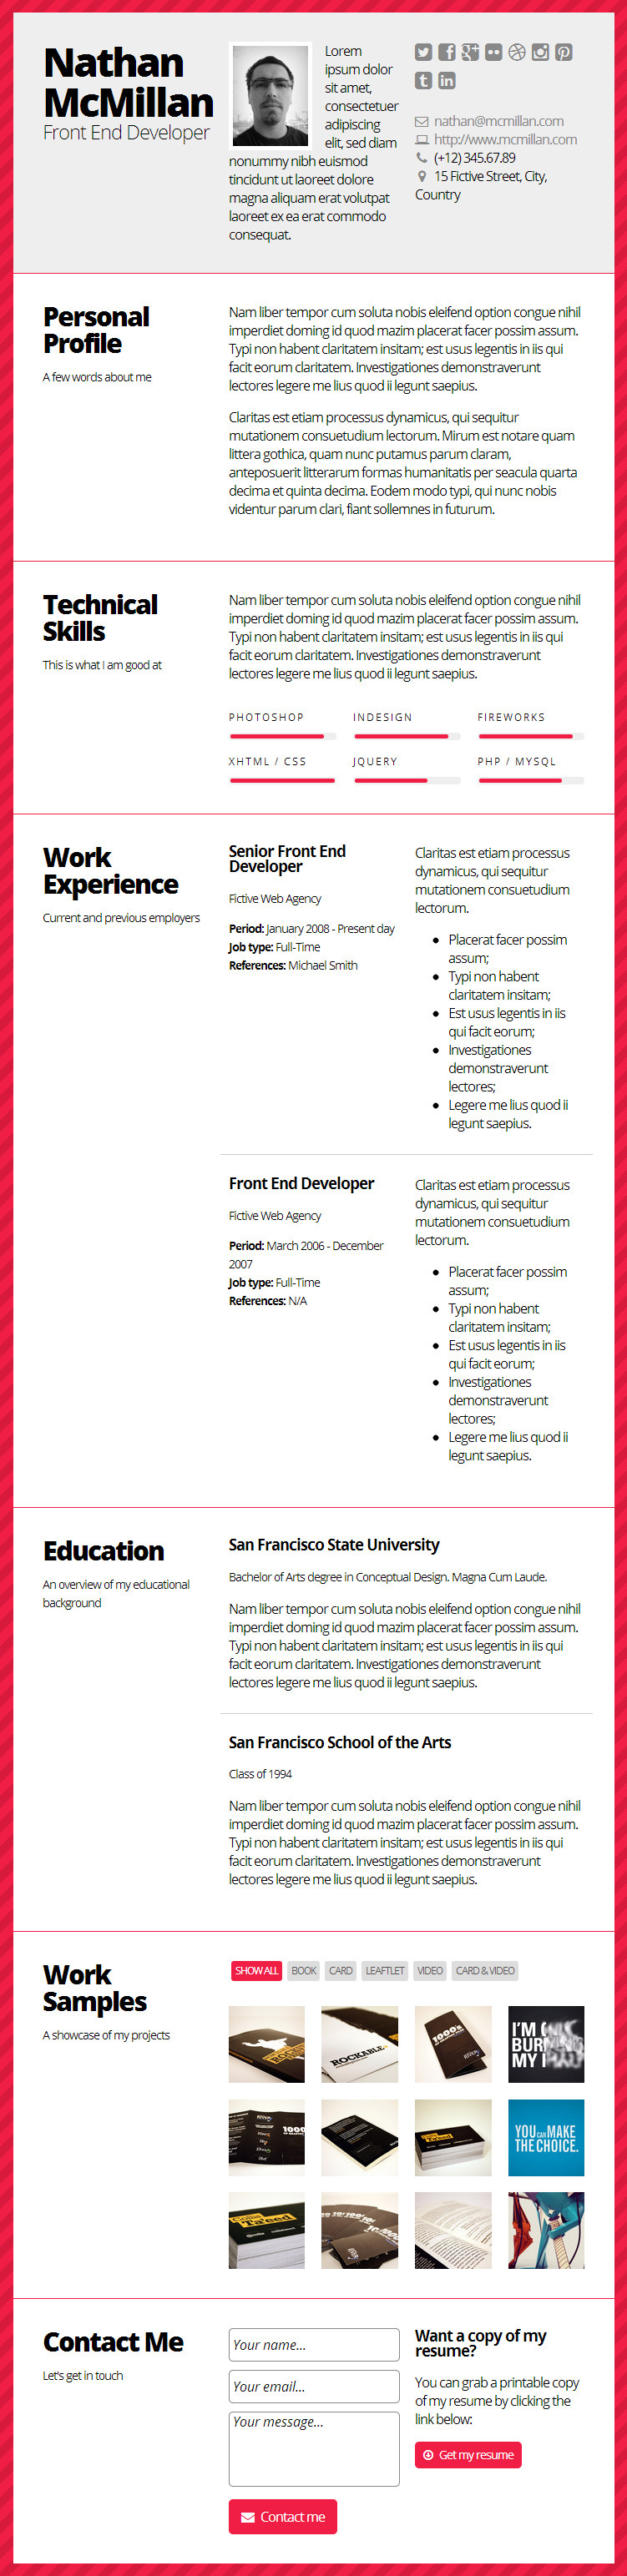 Nathan
McMillan
Front End Developer
Lorem
ipsum dolor
sit amet,
consectetuer
adipiscing
elit, sed diam
nonummy nibh euismod
tincidunt ut laoreet dolore
magna aliquam erat volutpat
laoreet ex ea erat commodo
consequat.
nathan@mcmillan.com
http://www.mcmillan.com
(+12) 345.67.89
15 Fictive Street, City,
Country
Personal
Profile
A few words about me
Nam liber tempor cum soluta nobis eleifend option congue nihil
imperdiet doming id quod mazim placerat facer possim assum.
Typi non habent claritatem insitam; est usus legentis in iis qui
facit eorum claritatem. Investigationes demonstraverunt
lectores legere me lius quod ii legunt saepius.
Claritas est etiam processus dynamicus, qui sequitur
mutationem consuetudium lectorum. Mirum est notare quam
littera gothica, quam nunc putamus parum claram,
anteposuerit litterarum formas humanitatis per seacula quarta
decima et quinta decima. Eodem modo typi, qui nunc nobis
videntur parum clari, fiant sollemnes in futurum.
Technical
Skills
This is what I am good at
Nam liber tempor cum soluta nobis eleifend option congue nihil
imperdiet doming id quod mazim placerat facer possim assum.
Typi non habent claritatem insitam; est usus legentis in iis qui
facit eorum claritatem. Investigationes demonstraverunt
lectores legere me lius quod ii legunt saepius.
PHOTOSHOP INDESIGN FIREWORKS
XHTML / CSS JQUERY PHP / MYSQL
Work
Experience
Current and previous employers
Senior Front End
Developer
Fictive Web Agency
Period: January 2008 - Present day
Job type: Full-Time
References: Michael Smith
Claritas est etiam processus
dynamicus, qui sequitur
mutationem consuetudium
lectorum.
Placerat facer possim
assum;
Typi non habent
claritatem insitam;
Est usus legentis in iis
qui facit eorum;
Investigationes
demonstraverunt
lectores;
Legere me lius quod ii
legunt saepius.
Front End Developer
Fictive Web Agency
Period: March 2006 - December
2007
Job type: Full-Time
References: N/A
Claritas est etiam processus
dynamicus, qui sequitur
mutationem consuetudium
lectorum.
Placerat facer possim
assum;
Typi non habent
claritatem insitam;
Est usus legentis in iis
qui facit eorum;
Investigationes
demonstraverunt
lectores;
Legere me lius quod ii
legunt saepius.
Education
An overview of my educational
background
San Francisco State University
Bachelor of Arts degree in Conceptual Design. Magna Cum Laude.
Nam liber tempor cum soluta nobis eleifend option congue nihil
imperdiet doming id quod mazim placerat facer possim assum.
Typi non habent claritatem insitam; est usus legentis in iis qui
facit eorum claritatem. Investigationes demonstraverunt
lectores legere me lius quod ii legunt saepius.
San Francisco School of the Arts
Class of 1994
Nam liber tempor cum soluta nobis eleifend option congue nihil
imperdiet doming id quod mazim placerat facer possim assum.
Typi non habent claritatem insitam; est usus legentis in iis qui
facit eorum claritatem. Investigationes demonstraverunt
lectores legere me lius quod ii legunt saepius.
Work
Samples
A showcase of my projects
SHOW ALL BOOK CARD LEAFTLET VIDEO CARD & VIDEO
ROCKABLE
1000's
I'M
MY
1000
YOU CAN MAKE
THE CHOICE.
Collis
Ta'eed
Contact Me
Let's get in touch
Your name...
Your email...
Your message...
Contact me
Want a copy of my
resume?
You can grab a printable copy
of my resume by clicking the
link below:
Get my resume